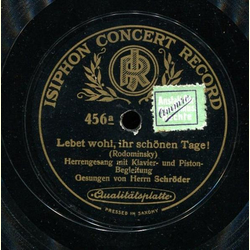 ISIPHON CONCERT RECORD
456a
Lebet wohl, ihr schönen Tage!
(Rodominsky)
Herrengesang mit Klavier- und Piston-
Begleitung
Gesungen von Herrn Schröder
Qualitätsplatte
PRESSED IN SAXONY